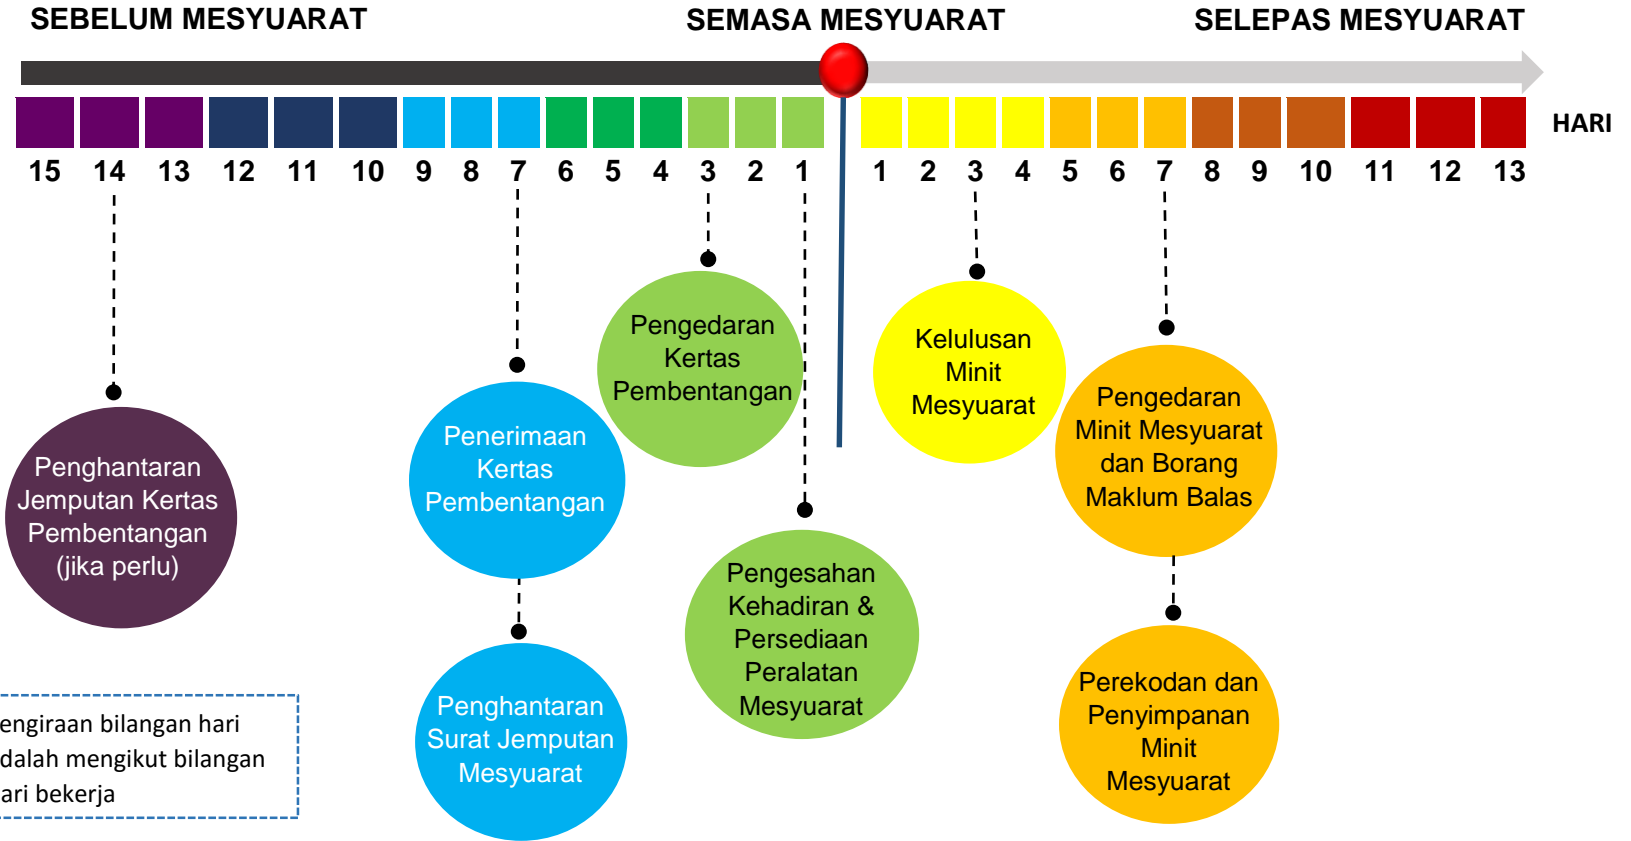 SEBELUM MESYUARAT
SEMASA MESYUARAT
SELEPAS MESYUARAT
HARI
15 14 13 12 11 10 9 8 7 6 5 4 3 2 1 1 2 3 4 5 6 7 8 9 10 11 12 13
Penghantaran
Jemputan Kertas
Pembentangan
(jika perlu)
Penerimaan
Kertas
Pembentangan
Penghantaran
Surat Jemputan
Mesyuarat
Pengedaran
Kertas
Pembentangan
Pengesahan
Kehadiran &
Persediaan
Peralatan
Mesyuarat
Kelulusan
Minit
Mesyuarat
Pengedaran
Minit Mesyuarat
dan Borang
Maklum Balas
Perekodan dan
Penyimpanan
Minit
Mesyuarat
engiraan bilangan hari
dalah mengikut bilangan
ari bekerja